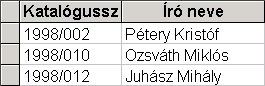 Katalógussz Író neve
1998/002 Pétery Kristóf
1998/010 Ozsváth Miklós
1998/012 Juhász Mihály